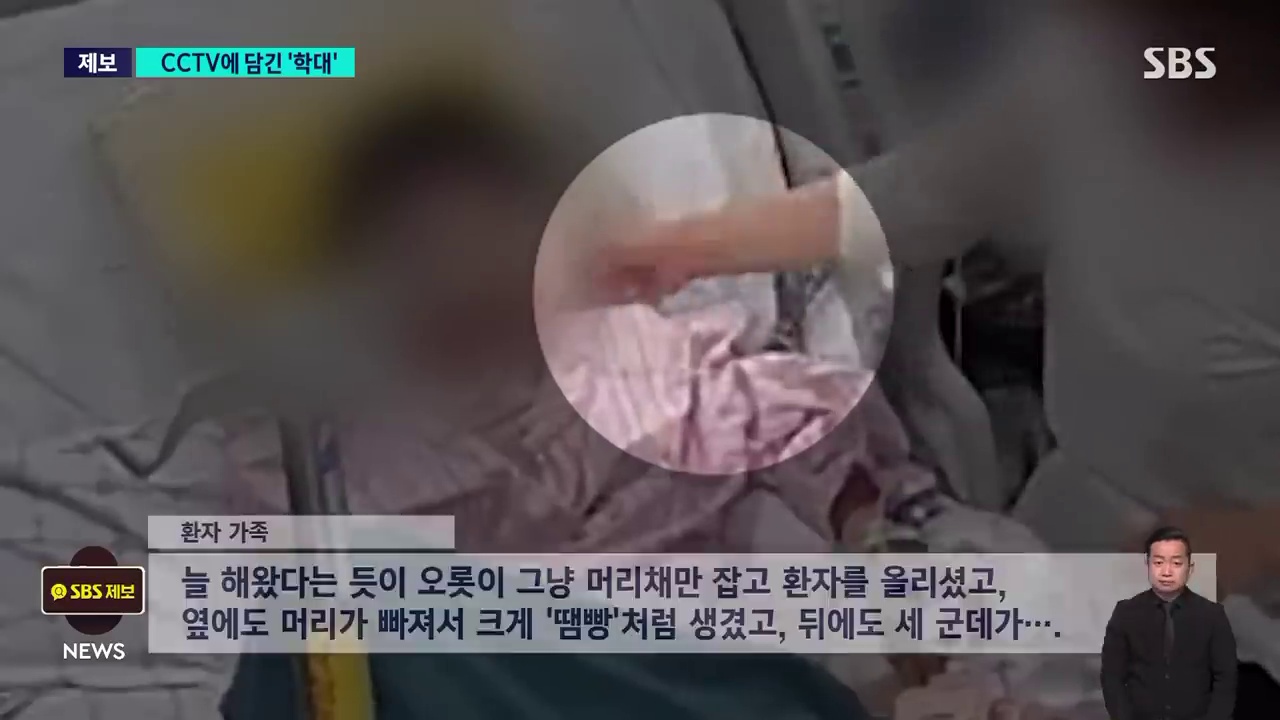 제보 CCTV에 담긴 '학대'
SBS
환자 가족
늘 해왔다는 듯이 오롯이 그냥 머리채만 잡고 환자를 올리셨고,
옆에도 머리가 빠져서 크게 '땜빵'처럼 생겼고, 뒤에도 세 군데가….
SBS 제보
NEWS